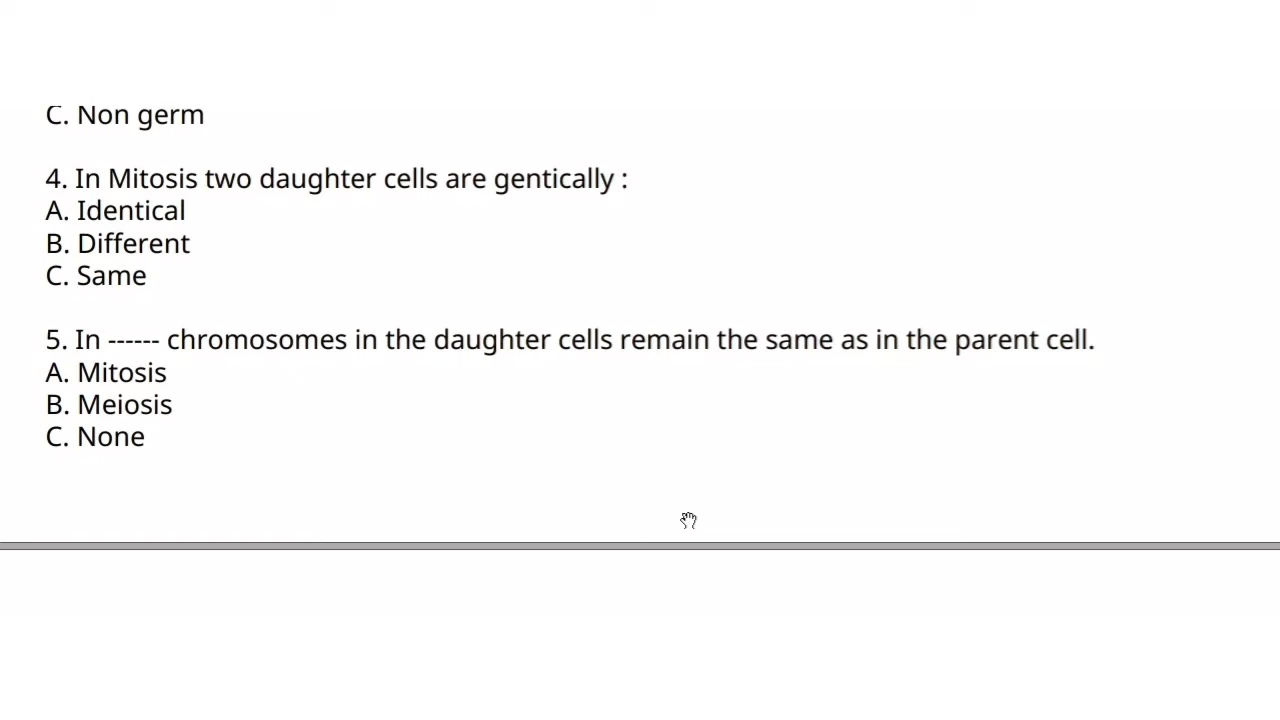 C. Non germ
4. In Mitosis two daughter cells are gentically :
A. Identical
B. Different
C. Same
5. In ------ chromosomes in the daughter cells remain the same as in the parent cell.
A. Mitosis
B. Meiosis
C. None